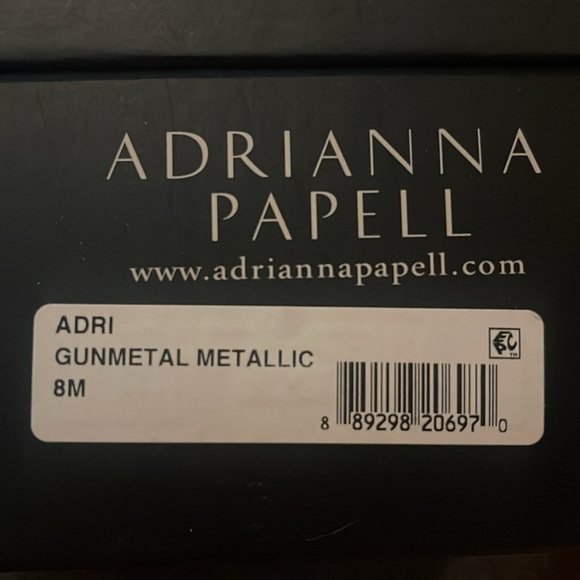 ADRIANNA
PAPELL
www.adriannapapell.com
ADRI
GUNMETAL METALLIC
8M
8 89298 20697 0